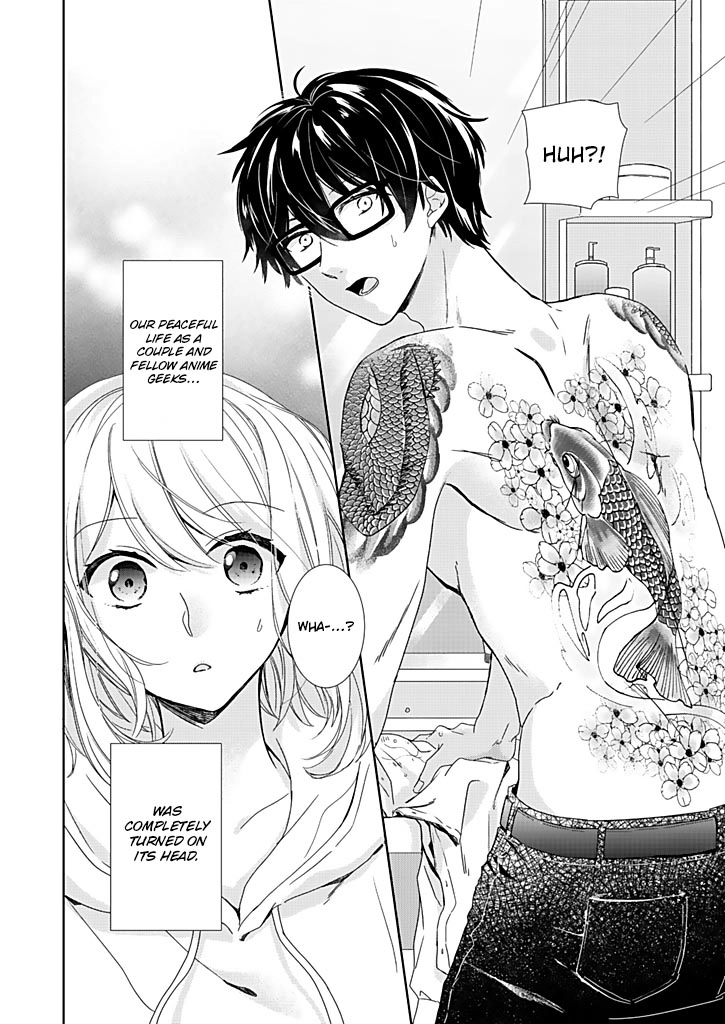 HUH?!
OUR PEACEFUL
LIFE AS A
COUPLE AND
FELLOW ANIME
GEEKS...
WHA-...?
WAS
COMPLETELY
TURNED ON
ITS HEAD.